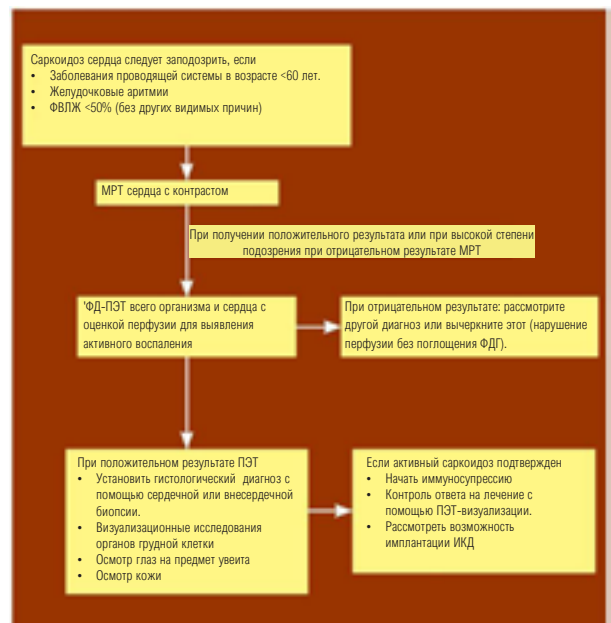 Саркоидоз сердца следует заподозрить, если
• Заболевания проводящей системы в возрасте <60 лет.
• Желудочковые аритмии
• ФВЛЖ <50% (без других видимых причин)
МРТ сердца с контрастом
При получении положительного результата или при высокой степени
подозрения при отрицательном результате МРТ
'ФД-ПЭТ всего организма и сердца с
оценкой перфузии для выявления
активного воспаления
При отрицательном результате: рассмотрите
другой диагноз или вычеркните этот (нарушение
перфузии без поглощения ФДГ).
При положительном результате ПЭТ
• Установить гистологический диагноз с
помощью сердечной или внесердечной
биопсии.
• Визуализационные исследования
органов грудной клетки
• Осмотр глаз на предмет увеита
• Осмотр кожи
Если активный саркоидоз подтвержден
• Начать иммуносупрессию
• Контроль ответа на лечение с
помощью ПЭТ-визуализации.
• Рассмотреть возможность
имплантации ИКД